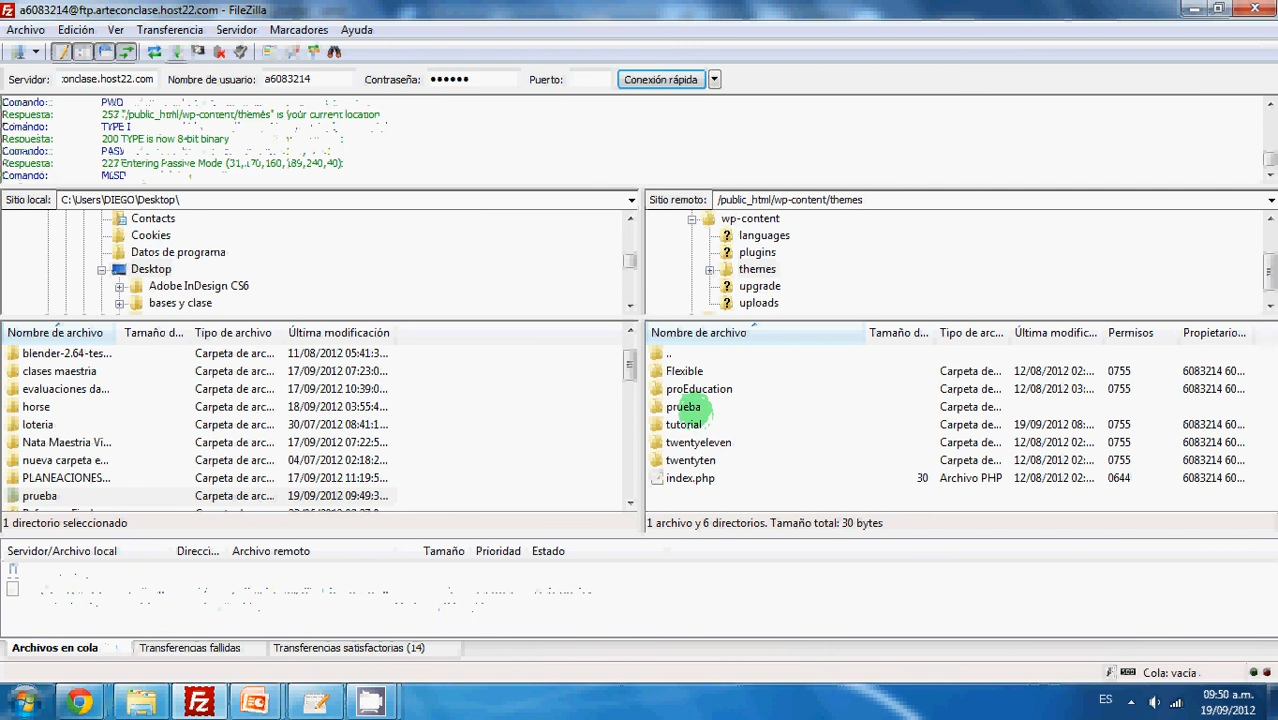 a6083214@ftp.arteconclase.host22.com - FileZilla
Archivo Edición Ver Transferencia Servidor Marcadores Ayuda
Servidor: :onclase.host22.com Nombre de usuario: a6083214 Contraseña: ●●●●●● Puerto: Conexión rápida
Comando: PWD
Respuesta: 257 "/public_html/wp-content/themes" is your current location
Comando: TYPE I
Respuesta: 200 TYPE is now 8-bit binary
Comando: PASV
Respuesta: 227 Entering Passive Mode (31,170,160,189,240,40)
Comando: MLSD
Sitio local: C:\Users\DIEGO\Desktop\
Contacts
Cookies
Datos de programa
Desktop
Adobe InDesign CS6
bases y clase
Sitio remoto: /public_html/wp-content/themes
wp-content
languages
plugins
themes
upgrade
uploads
Nombre de archivo Tamaño d... Tipo de archivo Última modificación
blender-2.64-tes... Carpeta de arc... 11/08/2012 05:41:3...
clases maestria Carpeta de arc... 17/09/2012 07:23:0...
evaluaciones da... Carpeta de arc... 17/09/2012 10:39:0...
horse Carpeta de arc... 18/09/2012 03:55:4...
loteria Carpeta de arc... 30/07/2012 08:41:1...
Nata Maestria Vi... Carpeta de arc... 17/09/2012 07:22:5...
nueva carpeta e... Carpeta de arc... 04/07/2012 02:18:2...
PLANEACIONES... Carpeta de arc... 17/09/2012 11:19:5...
prueba Carpeta de arc... 19/09/2012 09:49:3...
1 directorio seleccionado
Nombre de archivo Tamaño d... Tipo de arc... Última modific... Permisos Propietario...
..
Flexible Carpeta de... 12/08/2012 02:... 0755 6083214 60...
proEducation Carpeta de... 12/08/2012 03:... 0755 6083214 60...
prueba Carpeta de...
tutorial Carpeta de... 19/09/2012 08:... 0755 6083214 60...
twentyeleven Carpeta de... 12/08/2012 02:... 0755 6083214 60...
twentyten Carpeta de... 12/08/2012 02:... 0755 6083214 60...
index.php 30 Archivo PHP 12/08/2012 02:... 0644 6083214 60...
1 archivo y 6 directorios. Tamaño total: 30 bytes
Servidor/Archivo local Direcci... Archivo remoto Tamaño Prioridad Estado
Archivos en cola Transferencias fallidas Transferencias satisfactorias (14)
Cola: vacía
ES 09:50 a.m.
19/09/2012